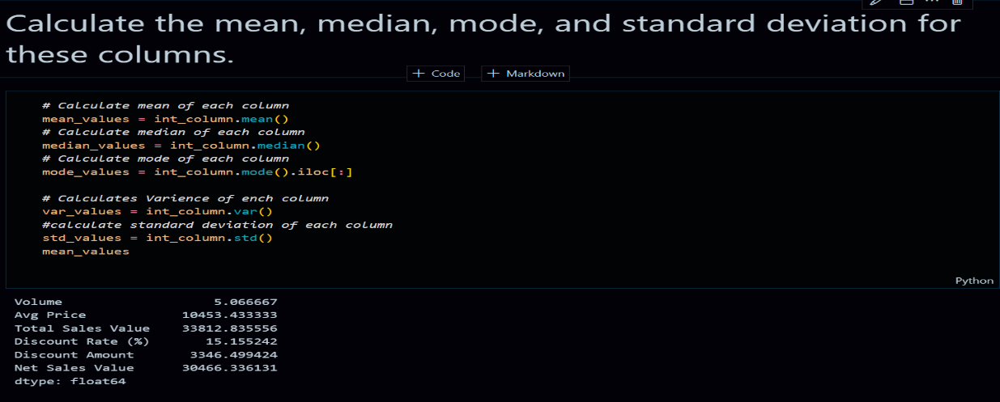 Calculate the mean, median, mode, and standard deviation for
these columns.
+ Code + Markdown
# Calculate mean of each column
mean_values = int_column.mean()
# Calculate median of each column
median_values = int_column.median()
# Calculate mode of each column
mode_values = int_column.mode().iloc[:]
# Calculates Varience of ench column
var_values = int_column.var()
#calculate standard deviation of each column
std_values = int_column.std()
mean_values
Python
Volume 5.066667
Avg Price 10453.433333
Total Sales Value 33812.835556
Discount Rate (%) 15.155242
Discount Amount 3346.499424
Net Sales Value 30466.336131
dtype: float64